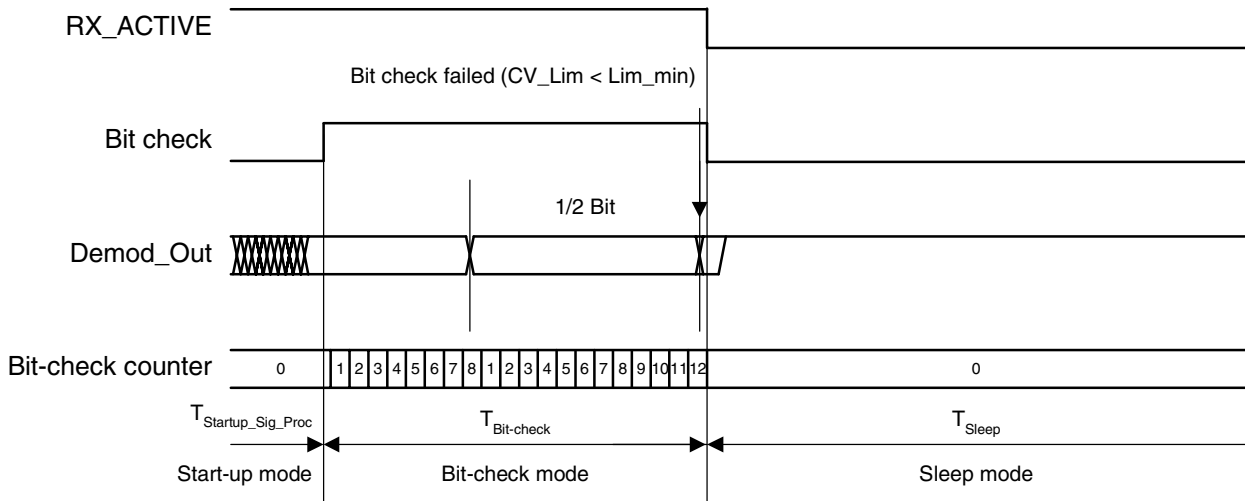 RX_ACTIVE
Bit check failed (CV_Lim < Lim_min)
Bit check
1/2 Bit
Demod_Out
Bit-check counter 0 1 2 3 4 5 6 7 8 1 2 3 4 5 6 7 8 9 10 11 12 0
TStartup_Sig_Proc TBit-check TSleep
Start-up mode Bit-check mode Sleep mode